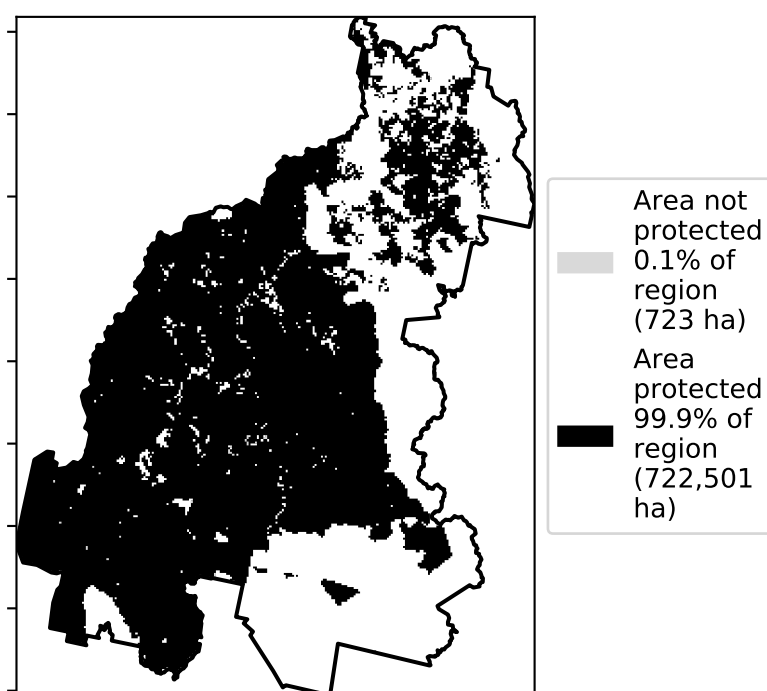 Area not
protected
0.1% of
region
(723 ha)
Area
protected
99.9% of
region
(722,501
ha)